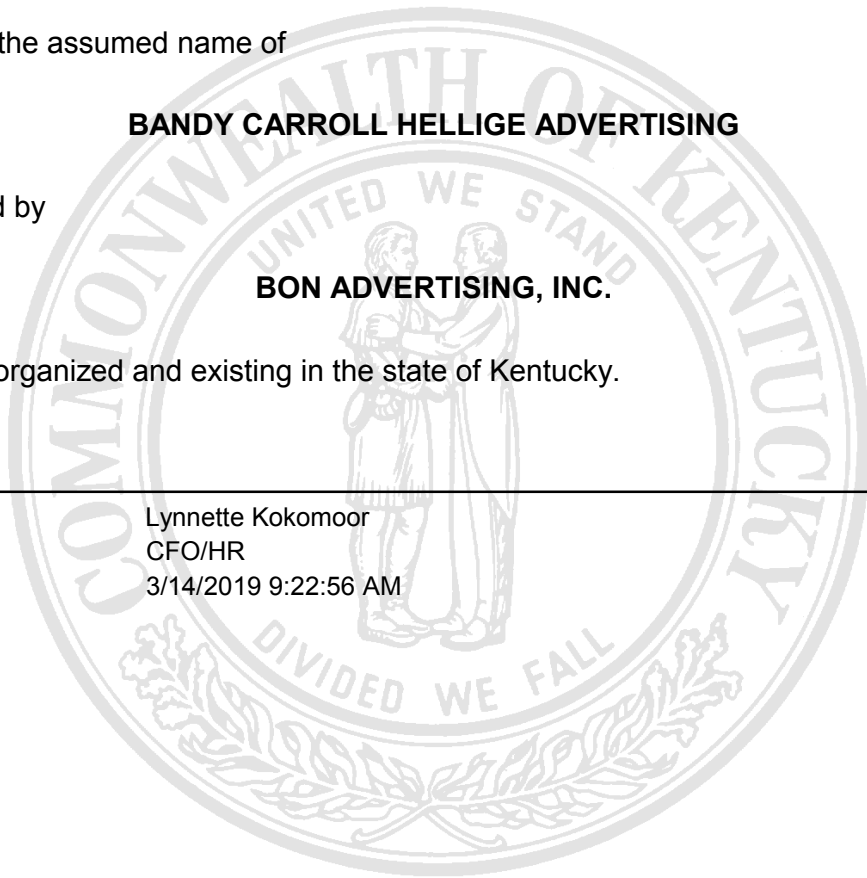 the assumed name of
BANDY CARROLL HELLIGE ADVERTISING
d by
BON ADVERTISING, INC.
organized and existing in the state of Kentucky.
Lynnette Kokomoor
CFO/HR
3/14/2019 9:22:56 AM
COMMONWEALTH OF KENTUCKY
UNITED WE STAND
DIVIDED WE FALL